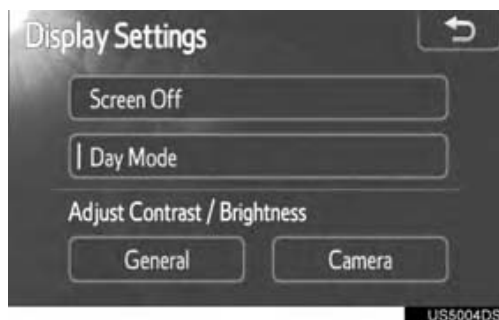 Display Settings
Screen Off
Day Mode
Adjust Contrast / Brightness
General Camera
US5004DS